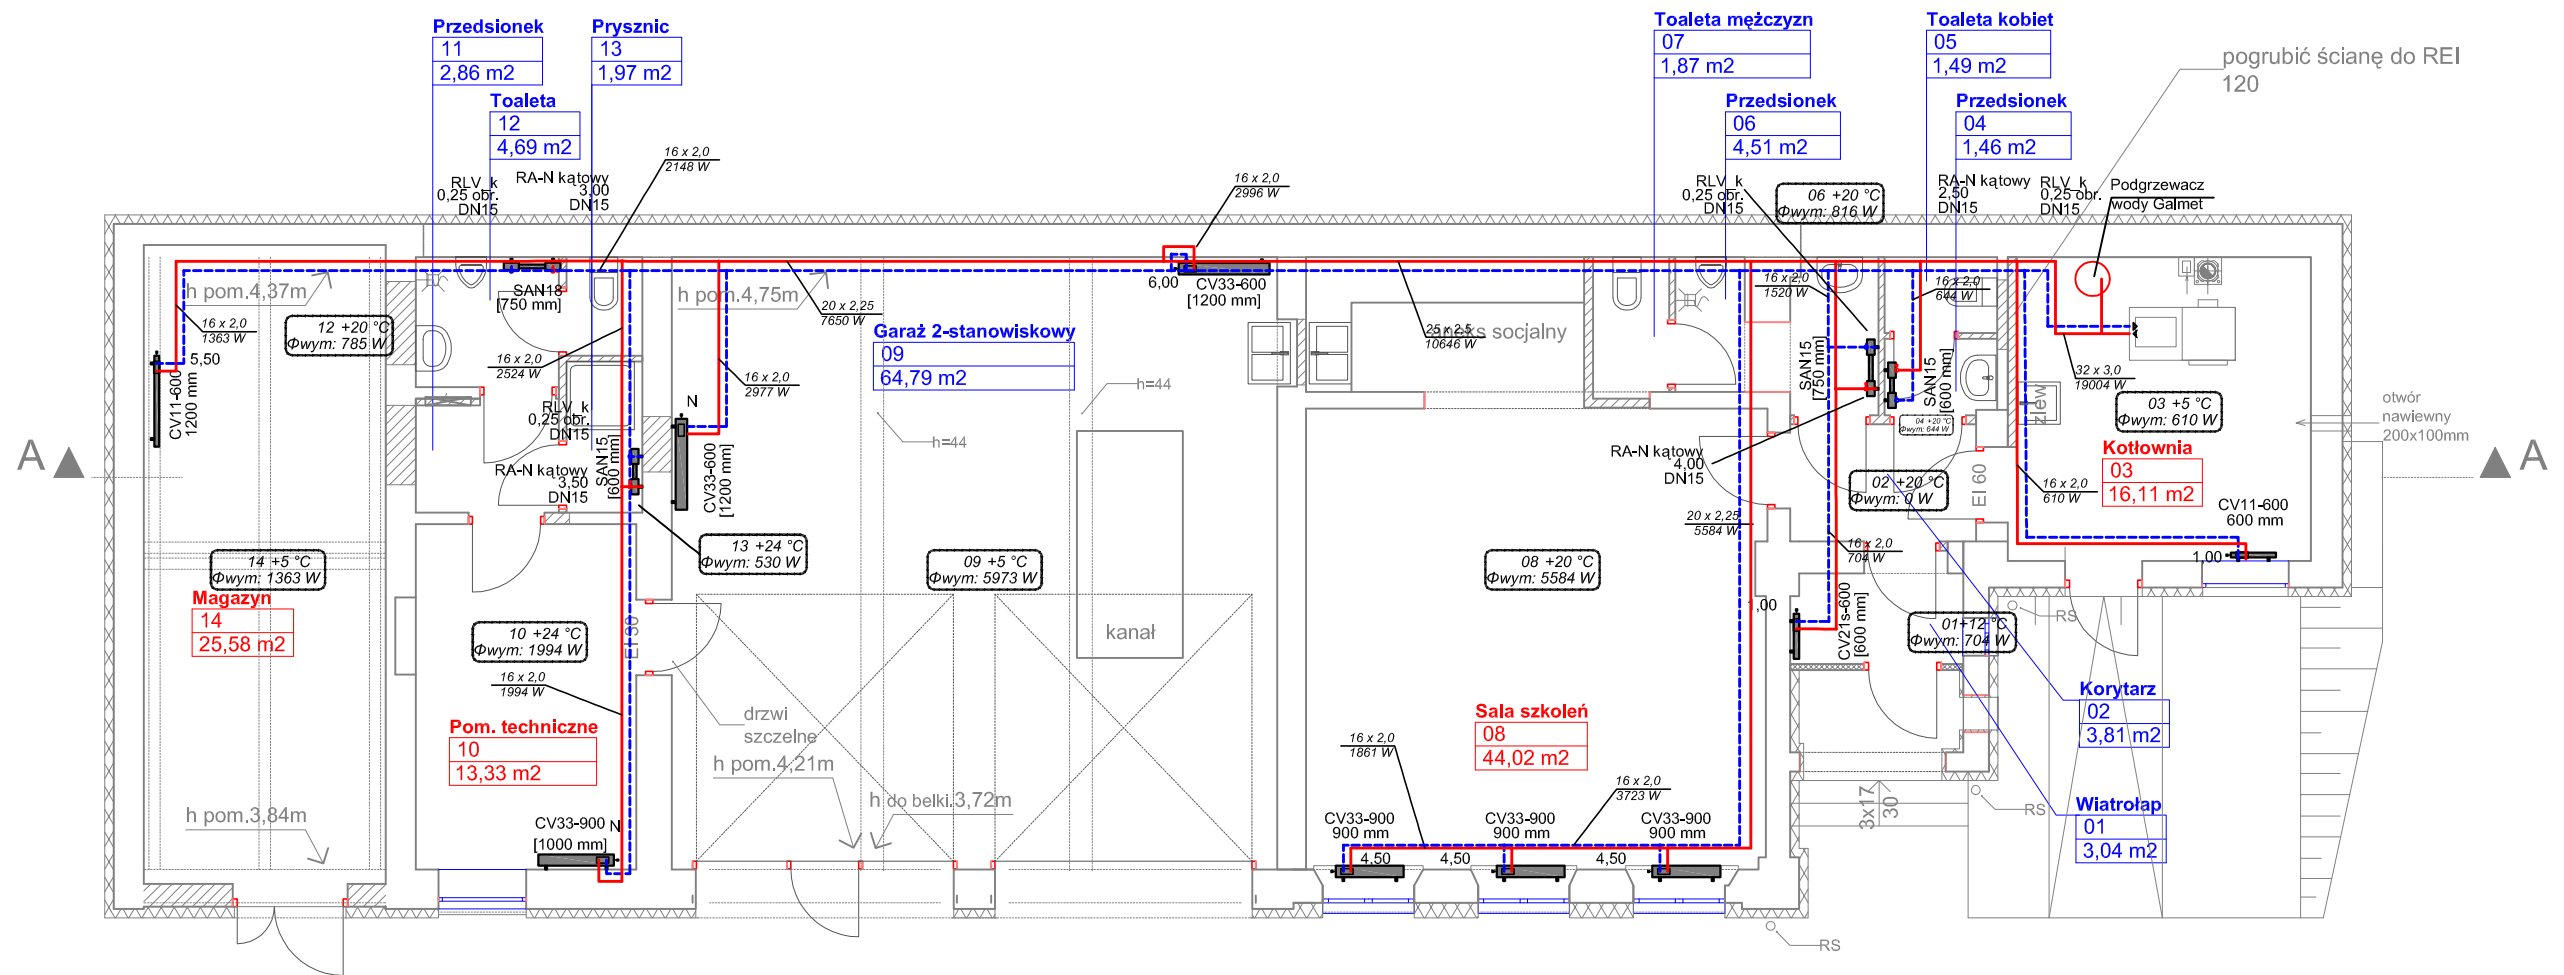 Przedsionek
11
2,86 m2
Prysznic
13
1,97 m2
Toaleta
12
4,69 m2
Toaleta mężczyzn
07
1,87 m2
Toaleta kobiet
05
1,49 m2
Przedsionek
06
4,51 m2
Przedsionek
04
1,46 m2
pogrubić ścianę do REI
120
16 x 2,0
2148 W
RLV_k
0,25 obr.
DN15
RA-N kątowy
3,00
DN15
16 x 2,0
2996 W
RLV_k
0,25 obr.
DN15
06 +20 °C
Φwym: 816 W
RA-N kątowy
2,50
DN15
RLV_k
0,25 obr.
DN15
Podgrzewacz
wody Galmet
h pom.4,37m
SAN18
[750 mm]
h pom.4,75m
6,00
CV33-600
[1200 mm]
16 x 2,0
1520 W
16 x 2,0
644 W
16 x 2,0
1363 W
12 +20 °C
Φwym: 785 W
20 x 2,25
7650 W
Garaż 2-stanowiskowy
09
64,79 m2
25 x 2,5
10646 W
aneks socjalny
5,50
CV11-600
1200 mm
16 x 2,0
2524 W
16 x 2,0
2977 W
h=44
h=44
SAN15
[750 mm]
SAN15
[600 mm]
32 x 3,0
19004 W
zlew
03 +5 °C
Φwym: 610 W
otwór
nawiewny
200x100mm
RLV_k
0,25 obr.
DN15
N
04 +20 °C
Φwym: 644 W
Kotłownia
03
16,11 m2
A
A
RA-N kątowy
3,50
DN15
SAN15
[600 mm]
CV33-600
[1200 mm]
RA-N kątowy
4,00
DN15
02 +20 °C
Φwym: 0 W
EI 60
16 x 2,0
610 W
CV11-600
600 mm
20 x 2,25
5584 W
13 +24 °C
Φwym: 530 W
16 x 2,0
704 W
1,00
14 +5 °C
Φwym: 1363 W
09 +5 °C
Φwym: 5973 W
08 +20 °C
Φwym: 5584 W
Magazyn
14
25,58 m2
10 +24 °C
Φwym: 1994 W
kanał
1,00
CV21s-600
[600 mm]
01 +12 °C
Φwym: 704 W
RS
16 x 2,0
1994 W
Pom. techniczne
10
13,33 m2
drzwi
szczelne
Sala szkoleń
08
44,02 m2
Korytarz
02
3,81 m2
h pom.4,21m
16 x 2,0
1861 W
16 x 2,0
3723 W
h do belki.3,72m
h pom.3,84m
3x17
30
RS
Wiatrołap
01
3,04 m2
CV33-900
[1000 mm]
N
CV33-900
900 mm
CV33-900
900 mm
CV33-900
900 mm
4,50
4,50
4,50
RS